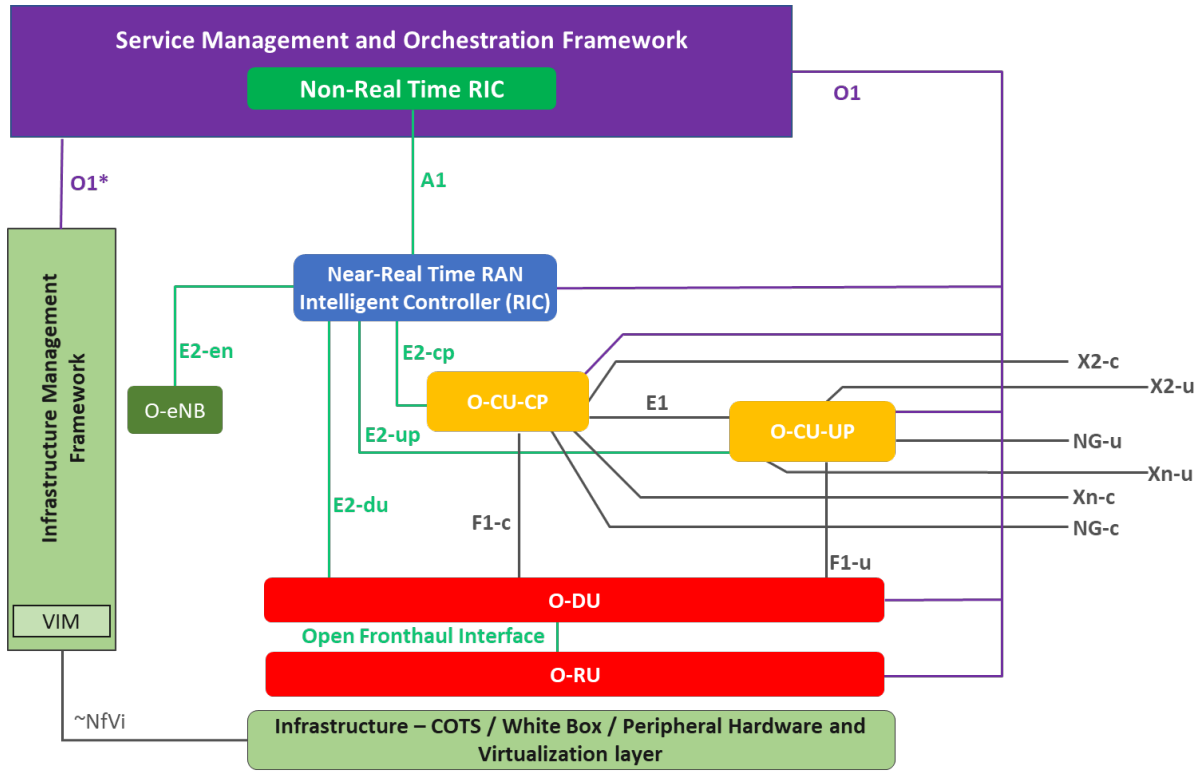 Service Management and Orchestration Framework
Non-Real Time RIC
O1
O1*
A1
Infrastructure Management
Framework
VIM
Near-Real Time RAN
Intelligent Controller (RIC)
E2-en
E2-cp
O-eNB
O-CU-CP
E1
O-CU-UP
X2-c
X2-u
E2-up
NG-u
Xn-u
E2-du
Xn-c
F1-c
NG-c
F1-u
O-DU
Open Fronthaul Interface
O-RU
~NfVi
Infrastructure – COTS / White Box / Peripheral Hardware and
Virtualization layer